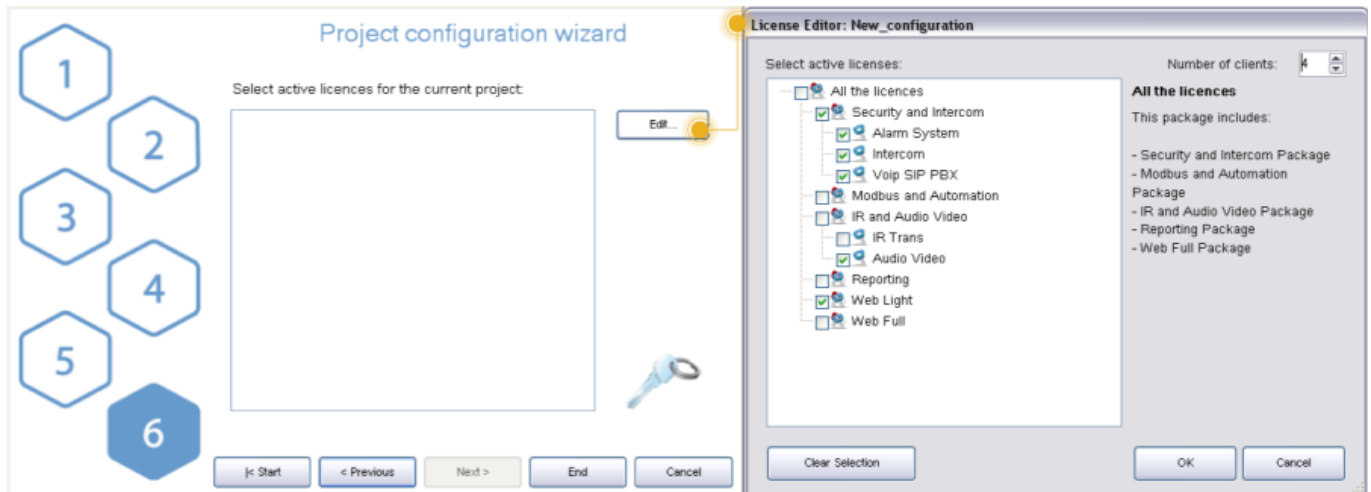 Project configuration wizard
1
2
3
4
5
6
Select active licences for the current project:
Edit...
|< Start
< Previous
Next >
End
Cancel
License Editor: New_configuration
Select active licenses:
Number of clients: 4
All the licences
Security and Intercom
Alarm System
Intercom
Voip SIP PBX
Modbus and Automation
IR and Audio Video
IR Trans
Audio Video
Reporting
Web Light
Web Full
All the licences
This package includes:
- Security and Intercom Package
- Modbus and Automation
Package
- IR and Audio Video Package
- Reporting Package
- Web Full Package
Clear Selection
OK
Cancel